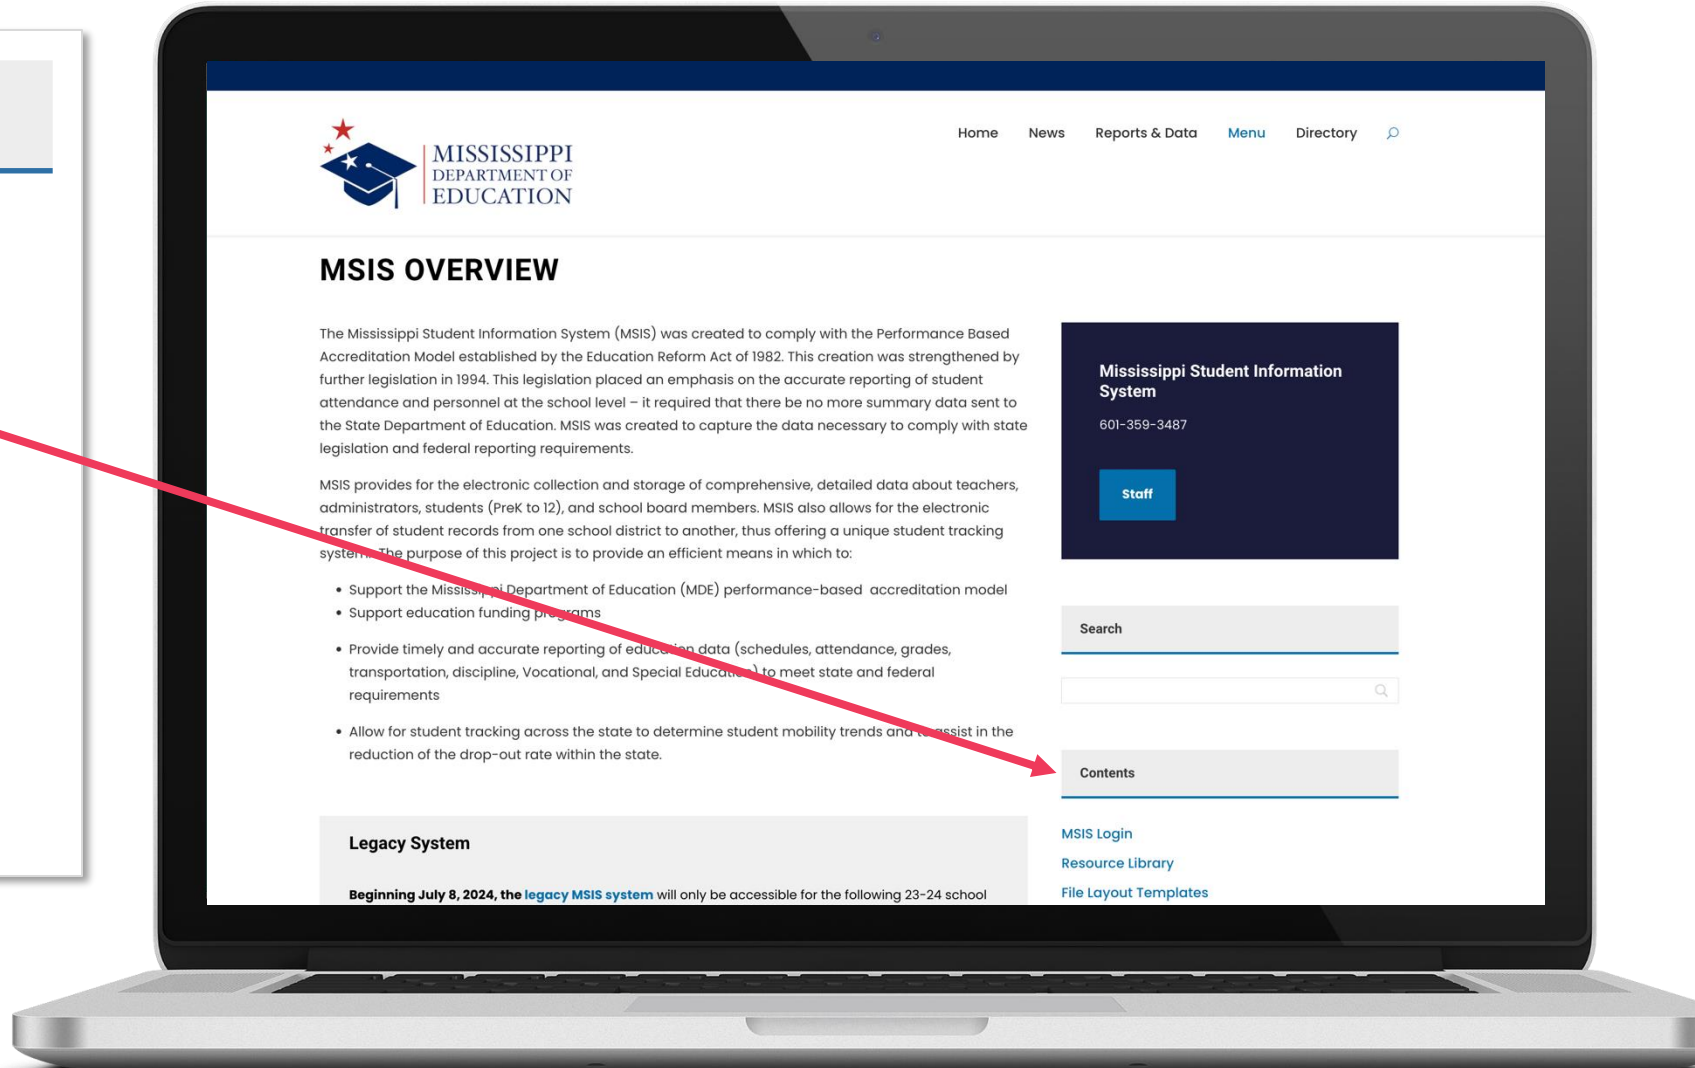 MISSISSIPPI
DEPARTMENT OF
EDUCATION
Home News Reports & Data Menu Directory
MSIS OVERVIEW
The Mississippi Student Information System (MSIS) was created to comply with the Performance Based
Accreditation Model established by the Education Reform Act of 1982. This creation was strengthened by
further legislation in 1994. This legislation placed an emphasis on the accurate reporting of student
attendance and personnel at the school level – it required that there be no more summary data sent to
the State Department of Education. MSIS was created to capture the data necessary to comply with state
legislation and federal reporting requirements.
MSIS provides for the electronic collection and storage of comprehensive, detailed data about teachers,
administrators, students (PreK to 12), and school board members. MSIS also allows for the electronic
transfer of student records from one school district to another, thus offering a unique student tracking
system. The purpose of this project is to provide an efficient means in which to:
• Support the Mississippi Department of Education (MDE) performance-based accreditation model
• Support education funding programs
• Provide timely and accurate reporting of education data (schedules, attendance, grades,
transportation, discipline, Vocational, and Special Education) to meet state and federal
requirements
• Allow for student tracking across the state to determine student mobility trends and to assist in the
reduction of the drop-out rate within the state.
Legacy System
Beginning July 8, 2024, the legacy MSIS system will only be accessible for the following 23-24 school
Mississippi Student Information
System
601-359-3487
Staff
Search
Contents
MSIS Login
Resource Library
File Layout Templates